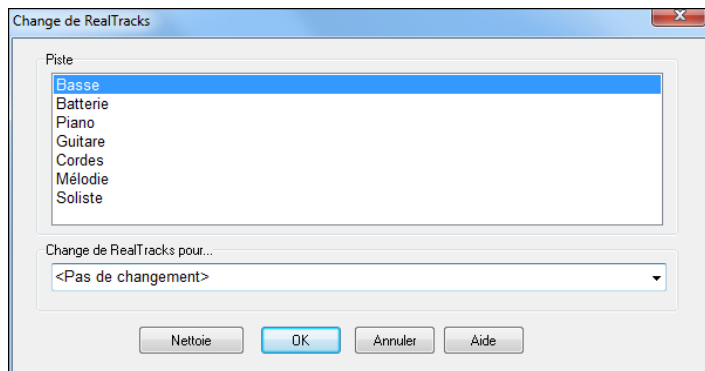 Change de RealTracks
Piste
Basse
Batterie
Piano
Guitare
Cordes
Mélodie
Soliste
Change de RealTracks pour...
<Pas de changement>
Nettoie OK Annuler Aide